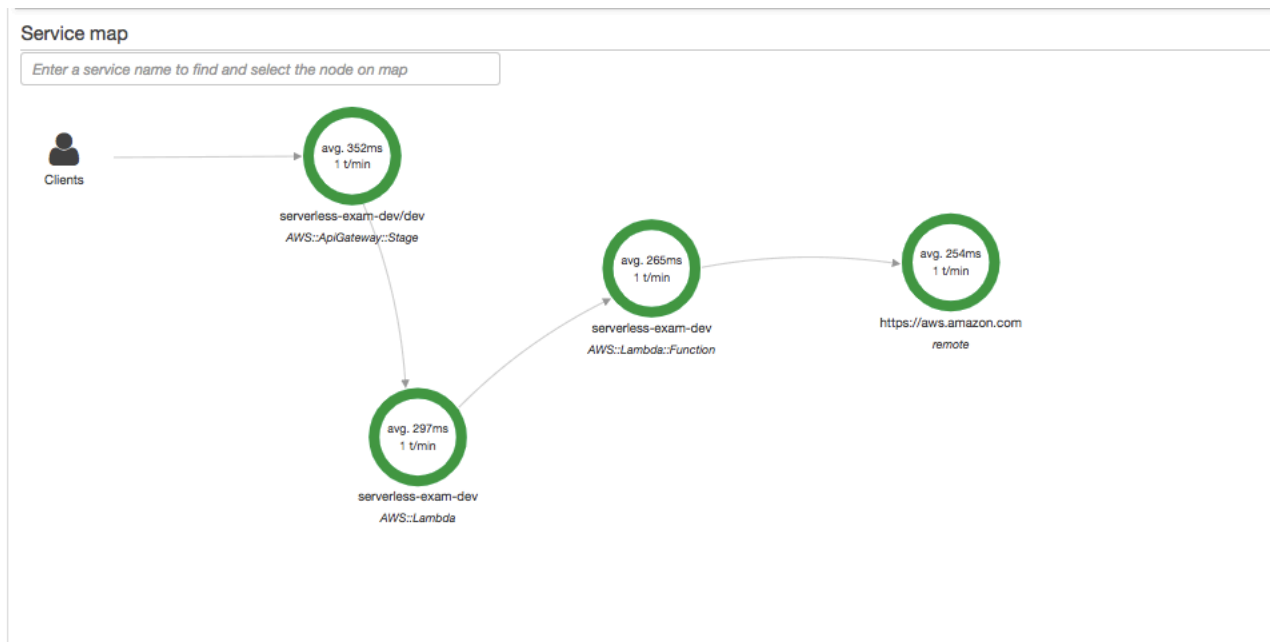 Service map
Enter a service name to find and select the node on map
Clients
avg. 352ms
1 t/min
serverless-exam-dev/dev
AWS::ApiGateway::Stage
avg. 265ms
1 t/min
serverless-exam-dev
AWS::Lambda::Function
avg. 254ms
1 t/min
https://aws.amazon.com
remote
avg. 297ms
1 t/min
serverless-exam-dev
AWS::Lambda